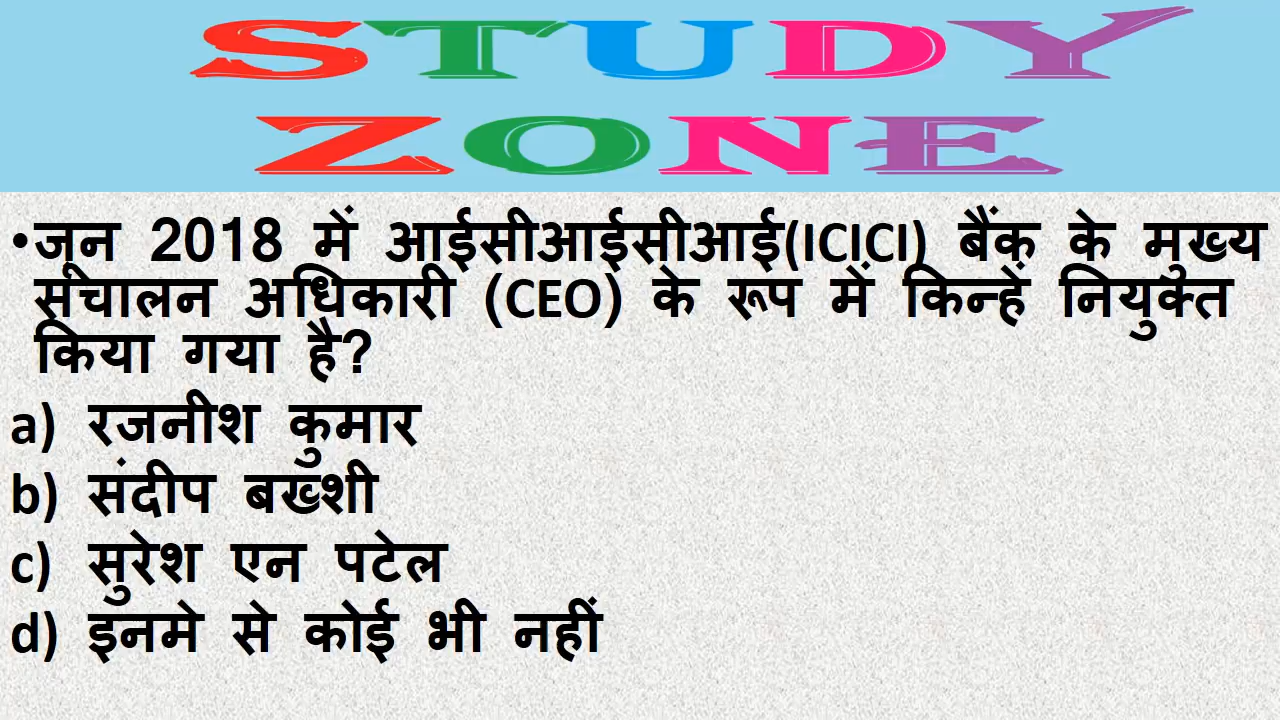 STUDY
ZONE
•जून 2018 में आईसीआईसीआई(ICICI) बैंक के मुख्य
संचालन अधिकारी (CEO) के रूप में किन्हें नियुक्त
किया गया है?
a) रजनीश कुमार
b) संदीप बख्शी
c) सुरेश एन पटेल
d) इनमे से कोई भी नहीं